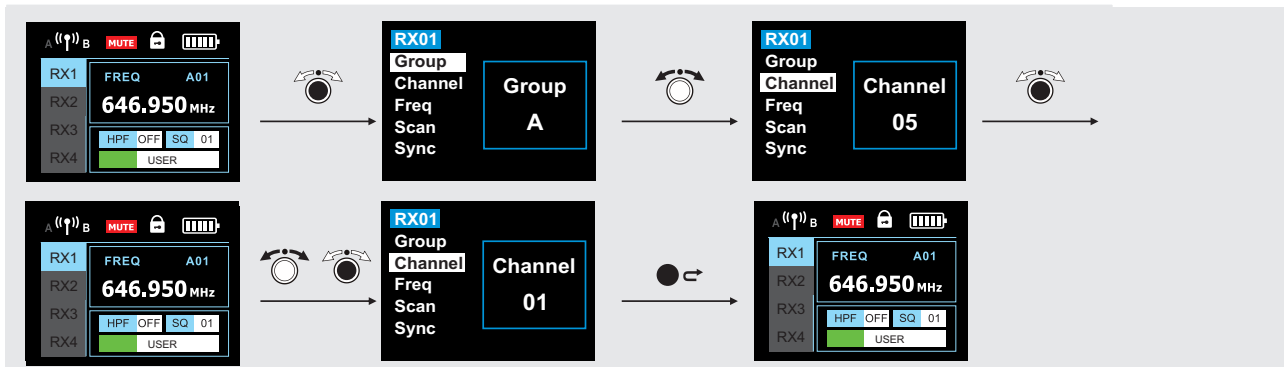 A B MUTE
RX1
RX2
RX3
RX4
FREQ A01
646.950 MHz
HPF OFF SQ 01
USER
RX01
Group
Channel
Freq
Scan
Sync
Group
A
RX01
Group
Channel
Freq
Scan
Sync
Channel
05
A B MUTE
RX1
RX2
RX3
RX4
FREQ A01
646.950 MHz
HPF OFF SQ 01
USER
RX01
Group
Channel
Freq
Scan
Sync
Channel
01
A B MUTE
RX1
RX2
RX3
RX4
FREQ A01
646.950 MHz
HPF OFF SQ 01
USER